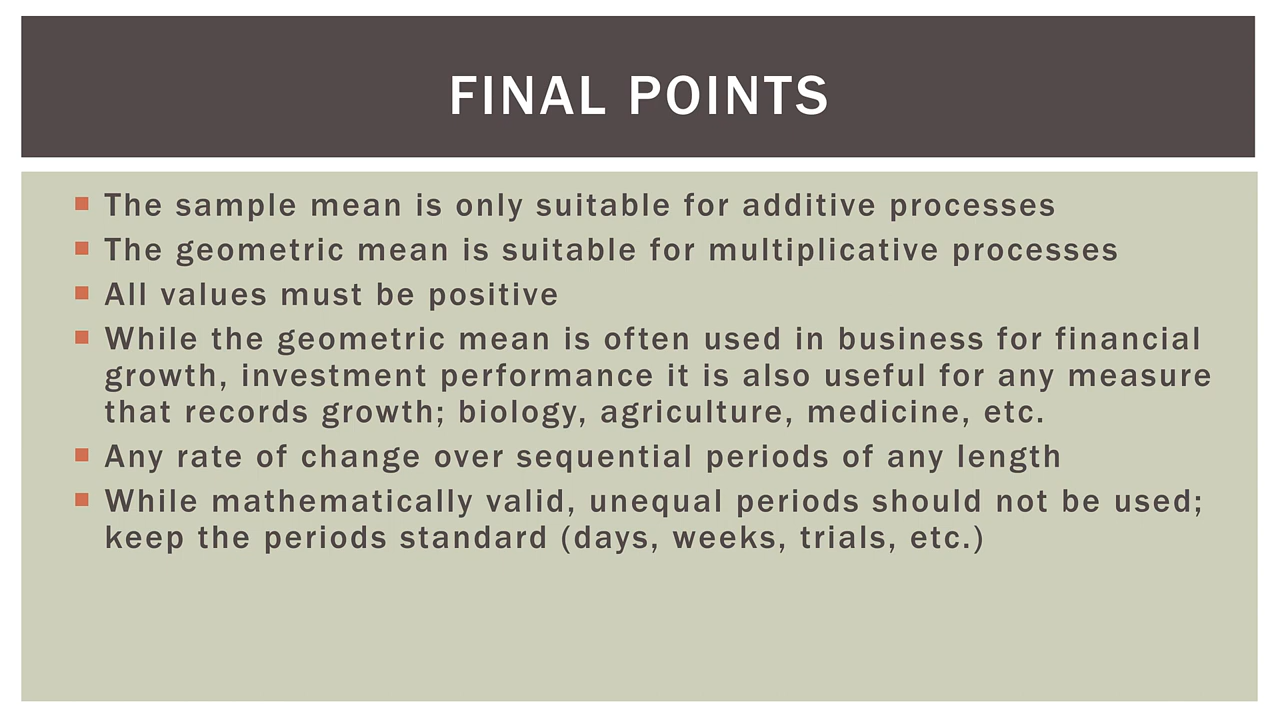 FINAL POINTS
The sample mean is only suitable for additive processes
The geometric mean is suitable for multiplicative processes
All values must be positive
While the geometric mean is often used in business for financial
growth, investment performance it is also useful for any measure
that records growth; biology, agriculture, medicine, etc.
Any rate of change over sequential periods of any length
While mathematically valid, unequal periods should not be used;
keep the periods standard (days, weeks, trials, etc.)